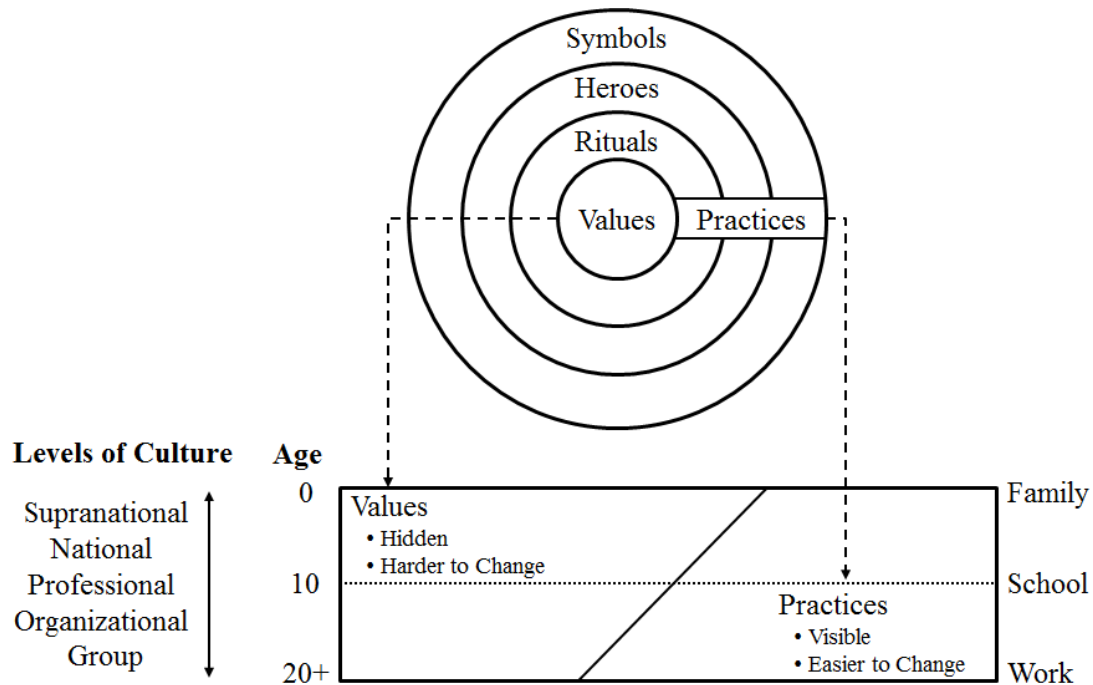 Symbols
Heroes
Rituals
Values
Practices
Levels of Culture
Age
Supranational
National
Professional
Organizational
Group
0
10
20+
Values
• Hidden
• Harder to Change
Practices
• Visible
• Easier to Change
Family
School
Work